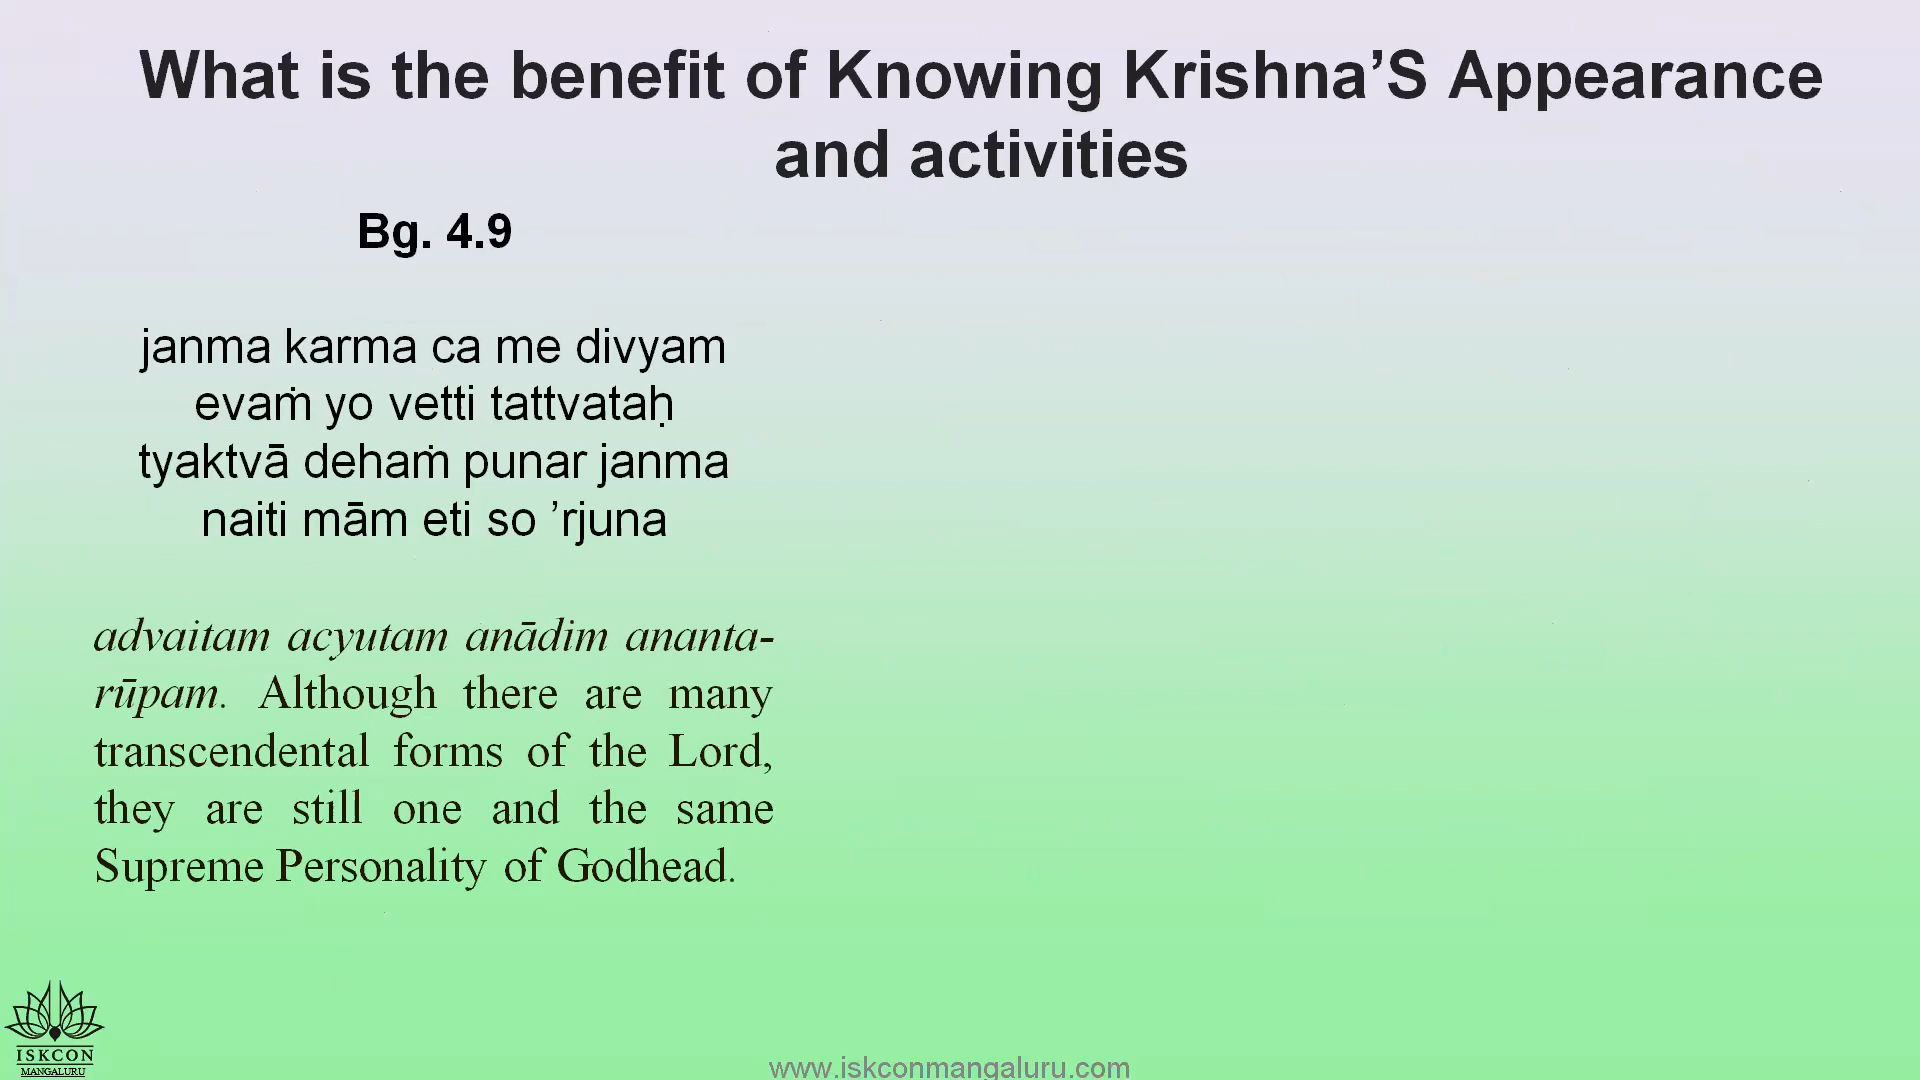 What is the benefit of Knowing Krishna’S Appearance
and activities
Bg. 4.9
janma karma ca me divyam
evaṁ yo vetti tattvataḥ
tyaktvā dehaṁ punar janma
naiti mām eti so ’rjuna
advaitam acyutam anādim ananta-
rūpam. Although there are many
transcendental forms of the Lord,
they are still one and the same
Supreme Personality of Godhead.
ISKCON
MANGALURU
www.iskconmangaluru.com